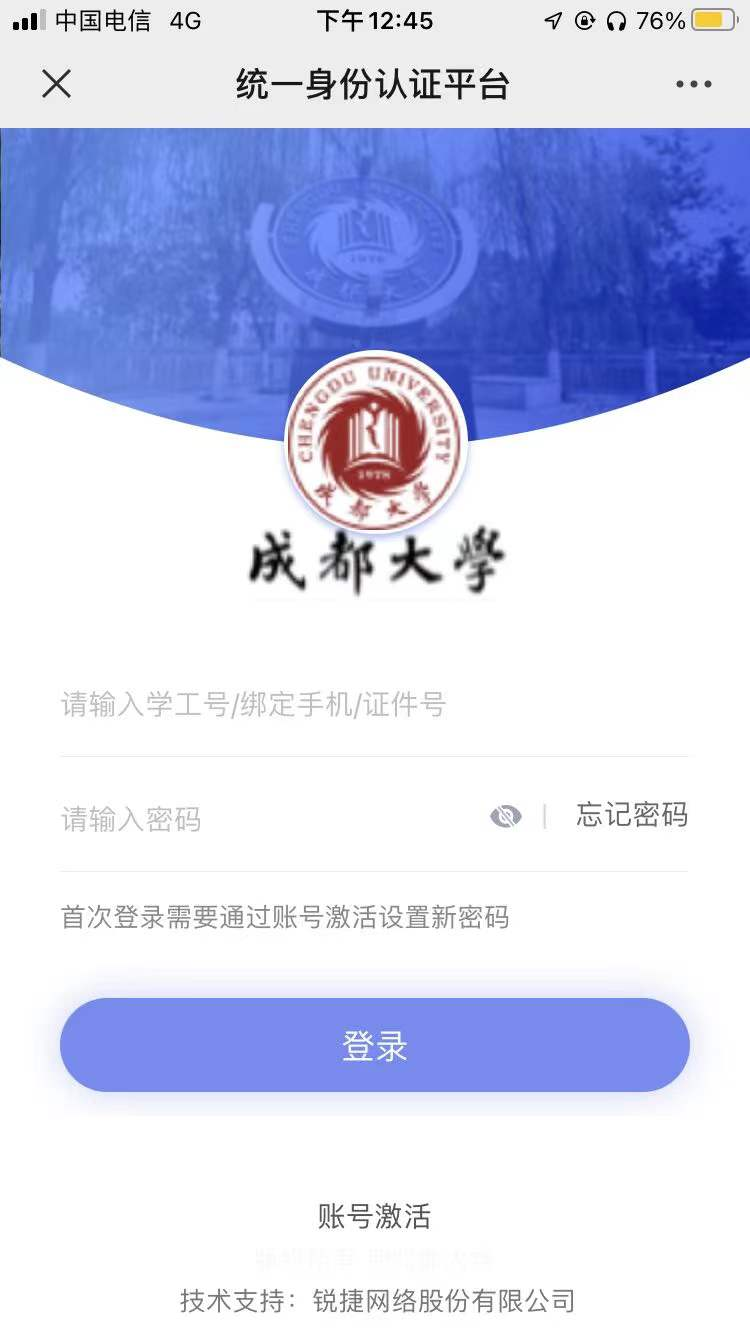 中国电信 4G 下午12:45 76%
统一身份认证平台
CHENGDU UNIVERSITY
1978
成都大学
成都大學
请输入学工号/绑定手机/证件号
请输入密码 忘记密码
首次登录需要通过账号激活设置新密码
登录
账号激活
技术支持：锐捷网络股份有限公司